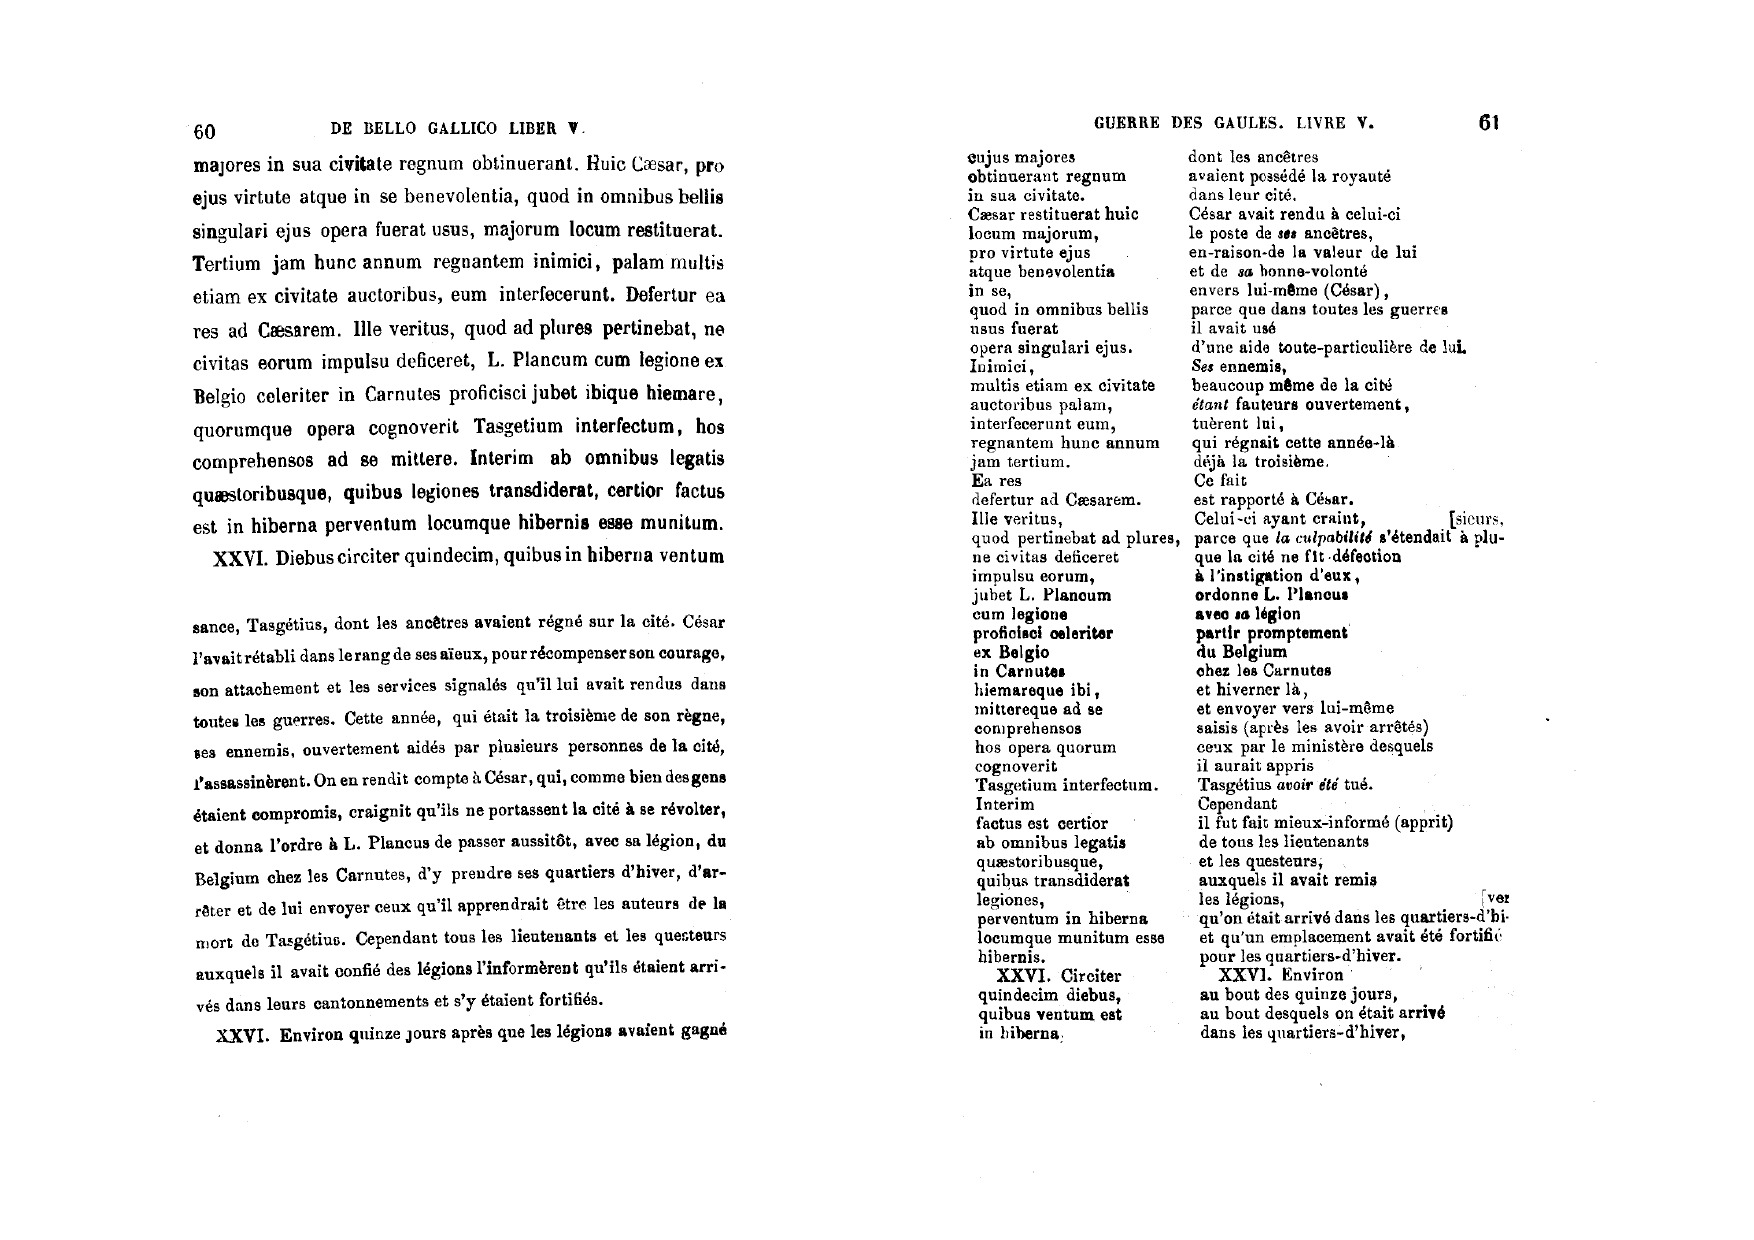 60 DE BELLO GALLICO LIBER V.
majores in sua civitate regnum obtinuerant. Huic Cæsar, pro
ejus virtute atque in se benevolentia, quod in omnibus bellis
singulari ejus opera fuerat usus, majorum locum restituerat.
Tertium jam hunc annum regnantem inimici, palam multis
etiam ex civitate auctoribus, eum interfecerunt. Defertur ea
res ad Cæsarem. Ille veritus, quod ad plures pertinebat, ne
civitas eorum impulsu deficeret, L. Plancum cum legione ex
Belgio celeriter in Carnutes proficisci jubet ibique hiemare,
quorumque opera cognoverit Tasgetium interfectum, hos
comprehensos ad se mittere. Interim ab omnibus legatis
quæstoribusque, quibus legiones transdiderat, certior factus
est in hiberna perventum locumque hibernis esse munitum.
XXVI. Diebus circiter quindecim, quibus in hiberna ventum
sance, Tasgétius, dont les ancêtres avaient régné sur la cité. César
l'avait rétabli dans le rang de ses aïeux, pour récompenser son courage,
son attachement et les services signalés qu'il lui avait rendus dans
toutes les guerres. Cette année, qui était la troisième de son règne,
ses ennemis, ouvertement aidés par plusieurs personnes de la cité,
l'assassinèrent. On en rendit compte à César, qui, comme bien des gens
étaient compromis, craignit qu'ils ne portassent la cité à se révolter,
et donna l'ordre à L. Plancus de passer aussitôt, avec sa légion, du
Belgium chez les Carnutes, d'y prendre ses quartiers d'hiver, d'ar-
rêter et de lui envoyer ceux qu'il apprendrait être les auteurs de la
mort de Tasgétius. Cependant tous les lieutenants et les questeurs
auxquels il avait confié des légions l'informèrent qu'ils étaient arri-
vés dans leurs cantonnements et s'y étaient fortifiés.
XXVI. Environ quinze jours après que les légions avaient gagné
GUERRE DES GAULES. LIVRE V. 61
cujus majores dont les ancêtres
obtinuerant regnum avaient possédé la royauté
in sua civitate. dans leur cité.
Cæsar restituerat huic César avait rendu à celui-ci
locum majorum, le poste de ses ancêtres,
pro virtute ejus en-raison-de la valeur de lui
atque benevolentia et de sa bonne-volonté
in se, envers lui-même (César),
quod in omnibus bellis parce que dans toutes les guerres
usus fuerat il avait usé
opera singulari ejus. d'une aide toute-particulière de lui.
Inimici, Ses ennemis,
multis etiam ex civitate beaucoup même de la cité
auctoribus palam, étant fauteurs ouvertement,
interfecerunt eum, tuèrent lui,
regnantem hunc annum qui régnait cette année-là
jam tertium. déjà la troisième.
Ea res Ce fait
defertur ad Cæsarem. est rapporté à César.
Ille veritus, Celui-ci ayant craint, [sieurs,
quod pertinebat ad plures, parce que la culpabilité s'étendait à plu-
ne civitas deficeret que la cité ne fît défection
impulsu eorum, à l'instigation d'eux,
jubet L. Plancum ordonne L. Plancus
cum legione avec sa légion
proficisci celeriter partir promptement
ex Belgio du Belgium
in Carnutes chez les Carnutes
hiemareque ibi, et hiverner là,
mittereque ad se et envoyer vers lui-même
comprehensos saisis (après les avoir arrêtés)
hos opera quorum ceux par le ministère desquels
cognoverit il aurait appris
Tasgetium interfectum. Tasgétius avoir été tué.
Interim Cependant
factus est certior il fut fait mieux-informé (apprit)
ab omnibus legatis de tous les lieutenants
quæstoribusque, et les questeurs,
quibus transdiderat auxquels il avait remis
legiones, les légions, [ver
perventum in hiberna qu'on était arrivé dans les quartiers-d'hi-
locumque munitum esse et qu'un emplacement avait été fortifié
hibernis. pour les quartiers-d'hiver.
XXVI. Circiter XXVI. Environ
quindecim diebus, au bout des quinze jours,
quibus ventum est au bout desquels on était arrivé
in hiberna, dans les quartiers-d'hiver,